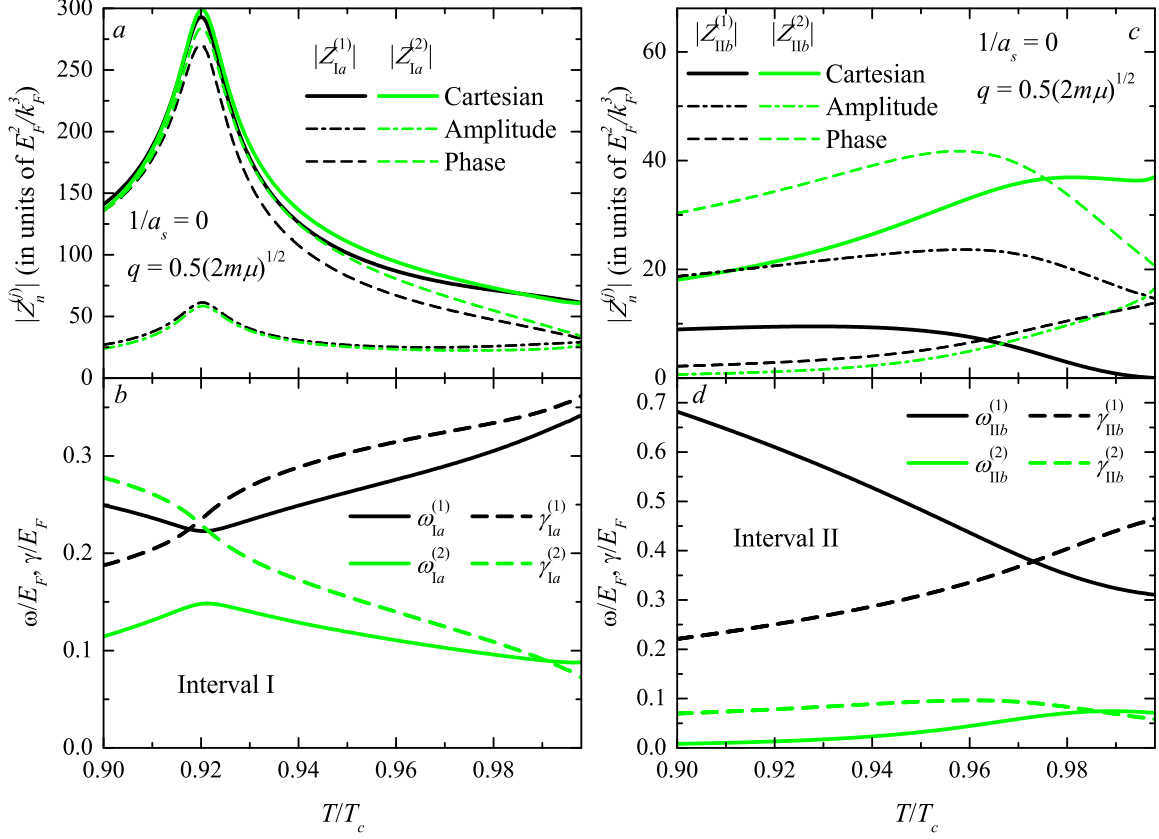 a
|Z_Ia^(1)| |Z_Ia^(2)|
Cartesian
Amplitude
Phase
1/a_s = 0
q = 0.5(2mμ)^1/2
|Z_n^(j)| (in units of E_F^2/k_F^3)
300
250
200
150
100
50
0
c
|Z_IIb^(1)| |Z_IIb^(2)|
Cartesian
Amplitude
Phase
1/a_s = 0
q = 0.5(2mμ)^1/2
|Z_n^(j)| (in units of E_F^2/k_F^3)
60
40
20
0
b
ω_Ia^(1) γ_Ia^(1)
ω_Ia^(2) γ_Ia^(2)
Interval I
ω/E_F, γ/E_F
0.3
0.2
0.1
0.0
0.90 0.92 0.94 0.96 0.98
T/T_c
d
ω_IIb^(1) γ_IIb^(1)
ω_IIb^(2) γ_IIb^(2)
Interval II
ω/E_F, γ/E_F
0.7
0.6
0.5
0.4
0.3
0.2
0.1
0.0
0.90 0.92 0.94 0.96 0.98
T/T_c